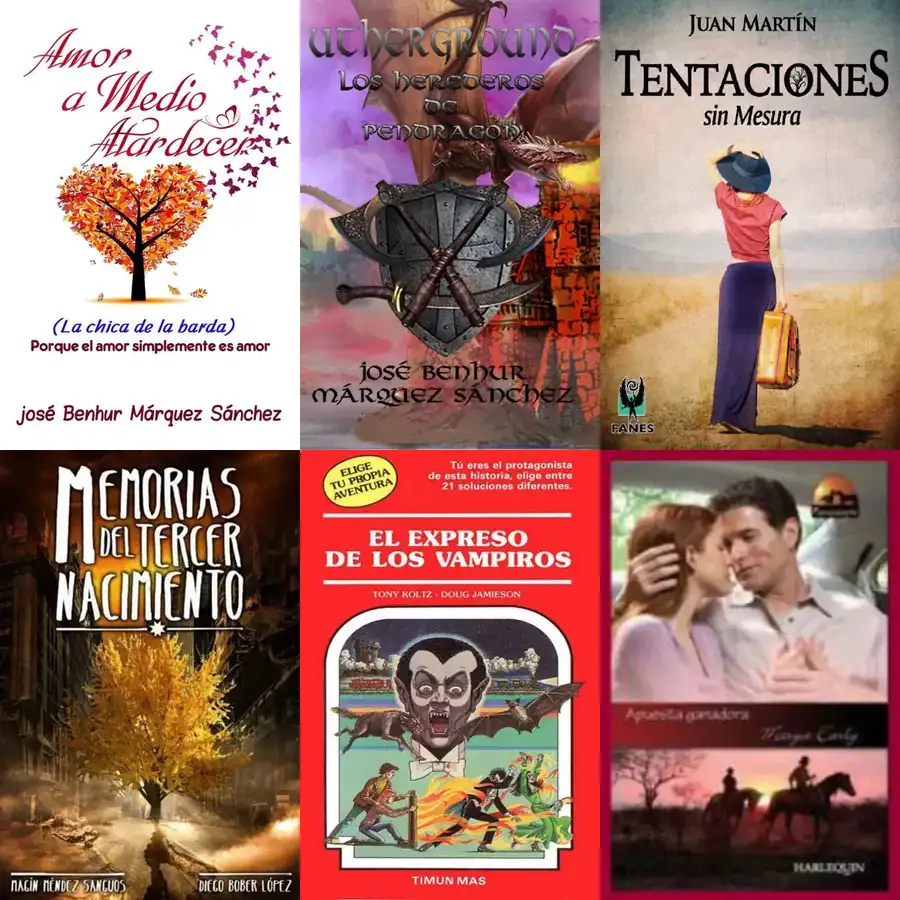 Amor
a Medio
Atardecer
(La chica de la barda)
Porque el amor simplemente es amor
josé Benhur Márquez Sánchez
UTHERGROUND
LOS HEREDEROS
DE
PENDRAGON
JOSÉ BENHUR
MÁRQUEZ SÁNCHEZ
JUAN MARTÍN
TENTACIONES
sin Mesura
FANES
MEMORIAS
DEL TERCER
NACIMIENTO
MAGÍN MÉNDEZ SANGUOS
DIEGO BOBER LÓPEZ
ELIGE
TU PROPIA
AVENTURA
Tú eres el protagonista
de esta historia, elige entre
21 soluciones diferentes.
EL EXPRESO
DE LOS VAMPIROS
TONY KOLTZ - DOUG JAMIESON
TIMUN MAS
Apuesta ganadora
HARLEQUIN